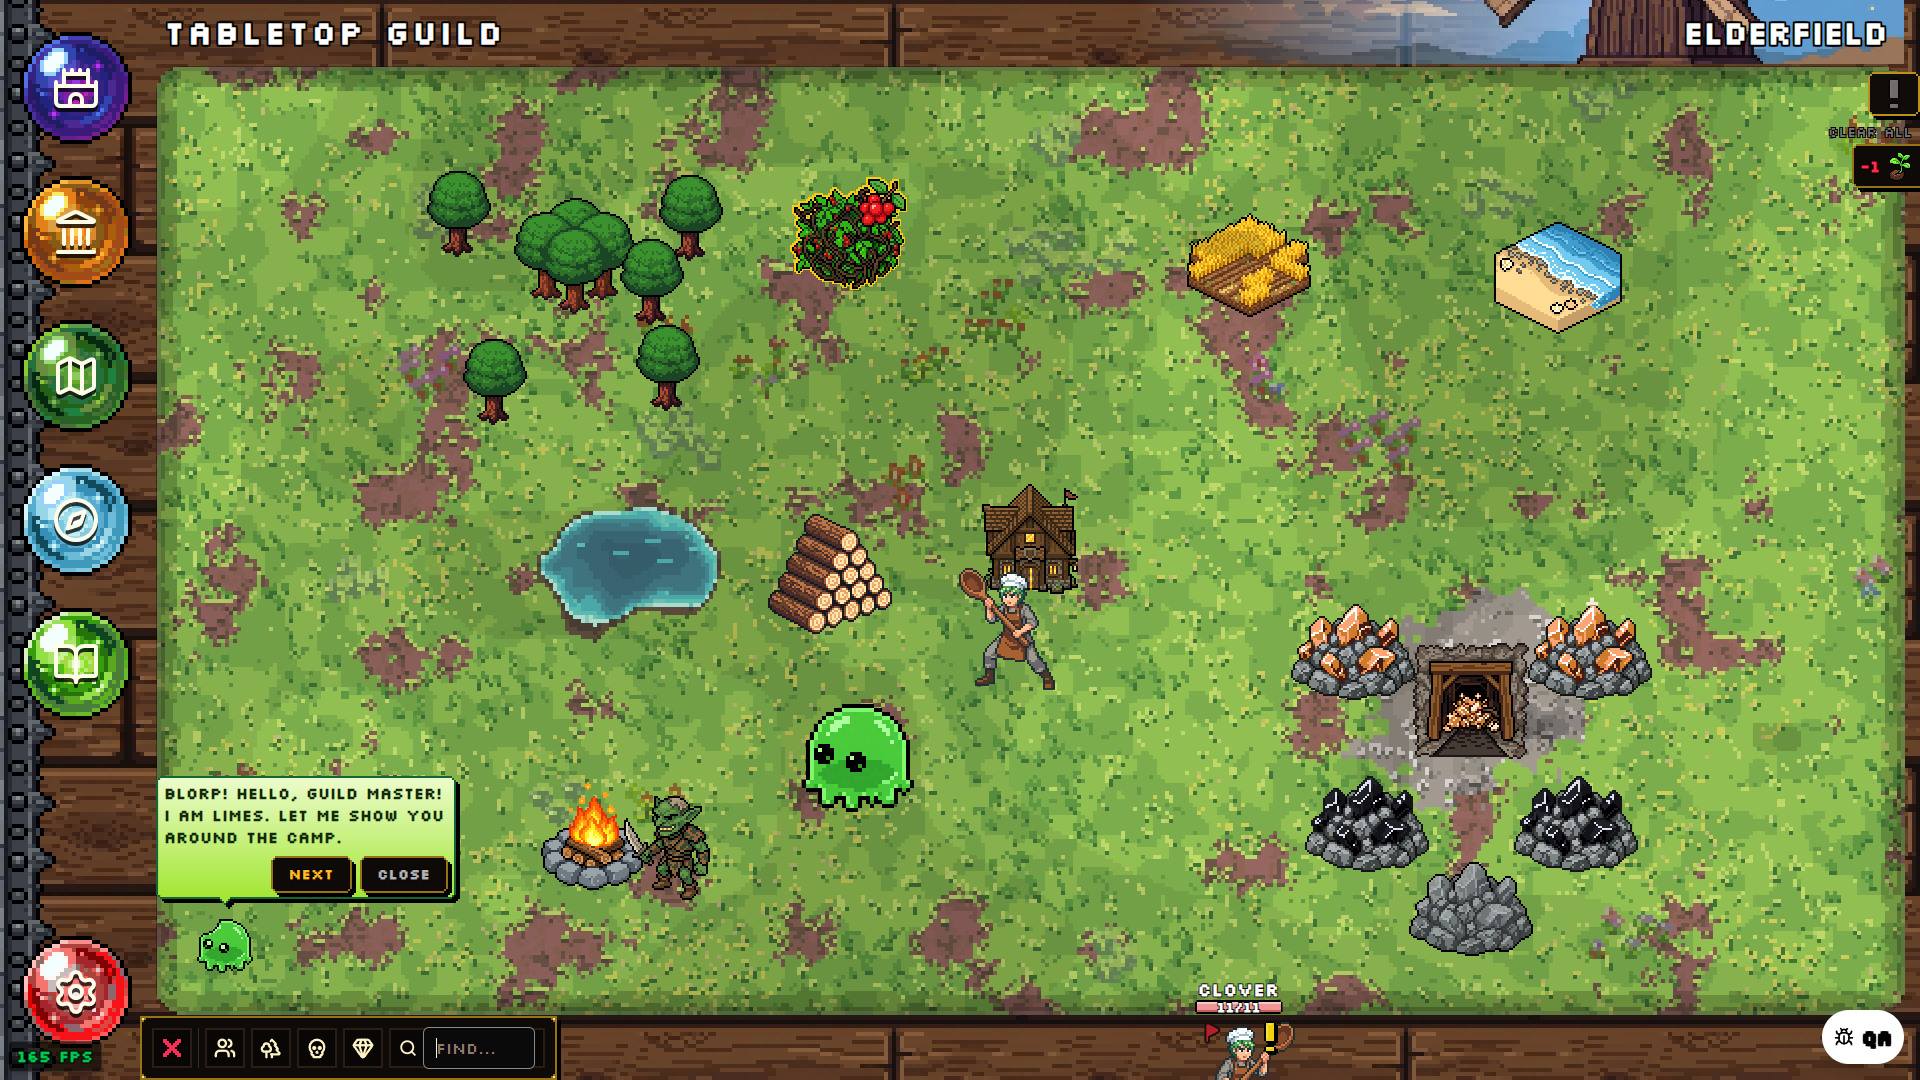 TABLETOP GUILD
ELDERFIELD
CLEAR ALL
-1
BLORP! HELLO, GUILD MASTER!
I AM LIMES. LET ME SHOW YOU
AROUND THE CAMP.
NEXT
CLOSE
CLOVER
11/11
165 FPS
FIND...
QA